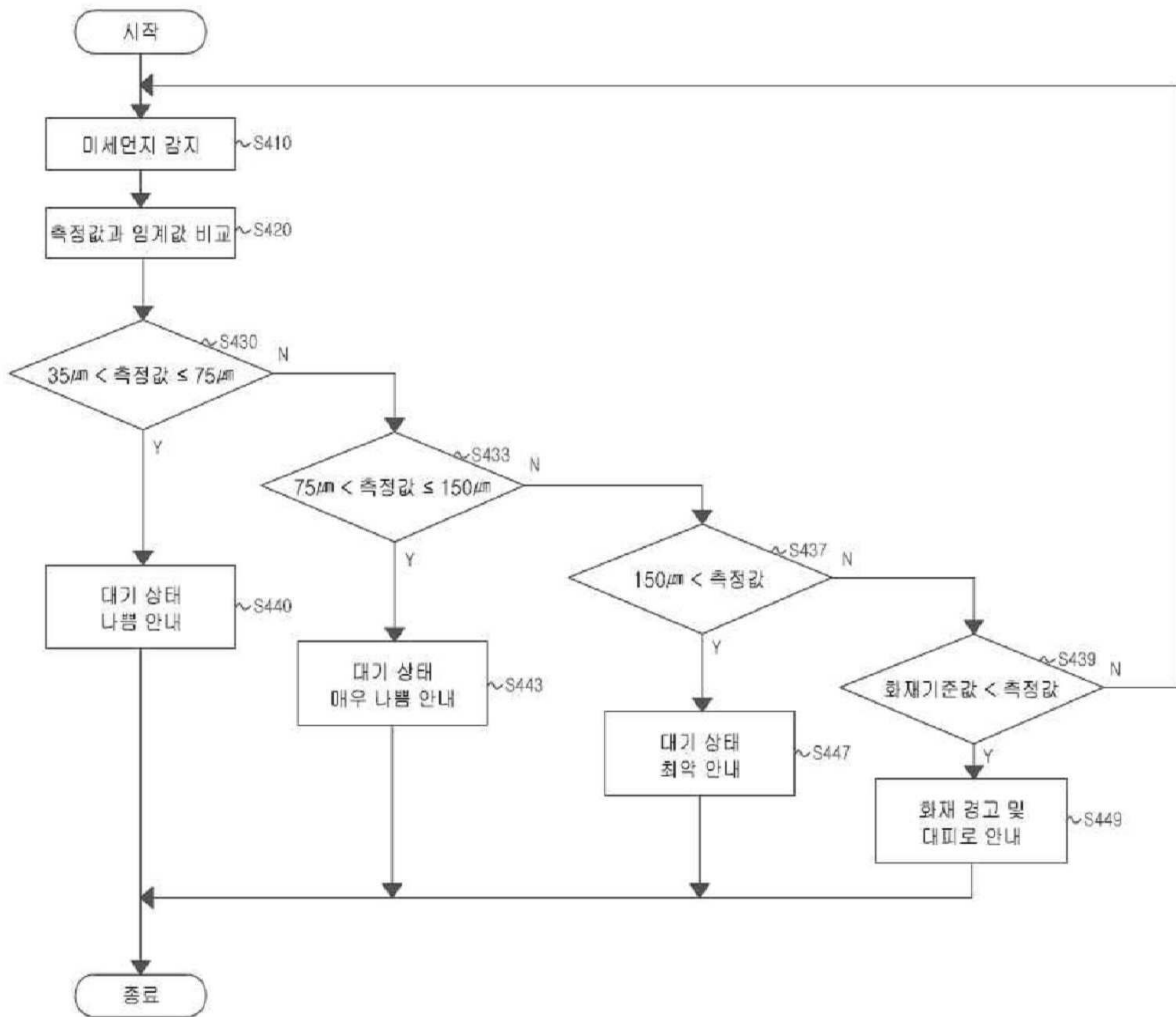 시작
미세먼지 감지
S410
측정값과 임계값 비교
S420
S430
35㎛ < 측정값 ≤ 75㎛
N
Y
S433
75㎛ < 측정값 ≤ 150㎛
N
Y
S437
150㎛ < 측정값
N
Y
S439
화재기준값 < 측정값
N
Y
대기 상태
나쁨 안내
S440
대기 상태
매우 나쁨 안내
S443
대기 상태
최악 안내
S447
화재 경고 및
대피로 안내
S449
종료